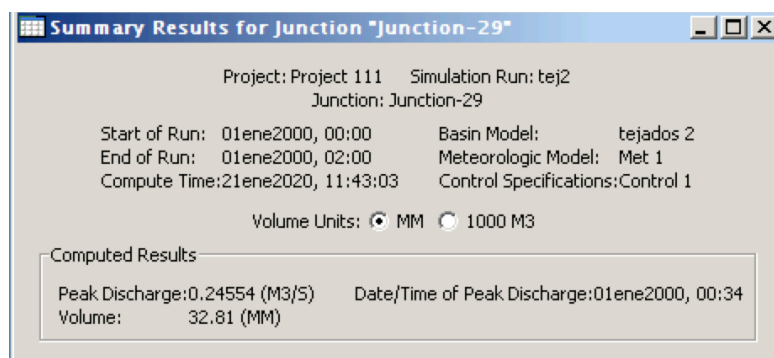 Summary Results for Junction "Junction-29"
Project: Project 111 Simulation Run: tej2
Junction: Junction-29
Start of Run: 01ene2000, 00:00 Basin Model: tejados 2
End of Run: 01ene2000, 02:00 Meteorologic Model: Met 1
Compute Time:21ene2020, 11:43:03 Control Specifications:Control 1
Volume Units: MM 1000 M3
Computed Results
Peak Discharge:0.24554 (M3/S) Date/Time of Peak Discharge:01ene2000, 00:34
Volume: 32.81 (MM)